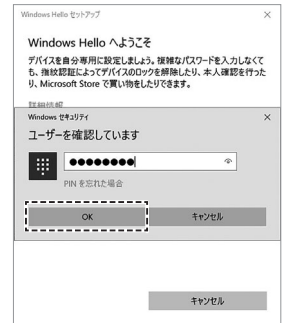 Windows Hello セットアップ
Windows Hello へようこそ
デバイスを自分専用に設定しましょう。複雑なパスワードを入力しなくて
も、指紋認証によってデバイスのロックを解除したり、本人確認を行った
り、Microsoft Store で買い物をしたりできます。
詳細情報
Windows セキュリティ
ユーザーを確認しています
PIN を忘れた場合
OK
キャンセル
キャンセル